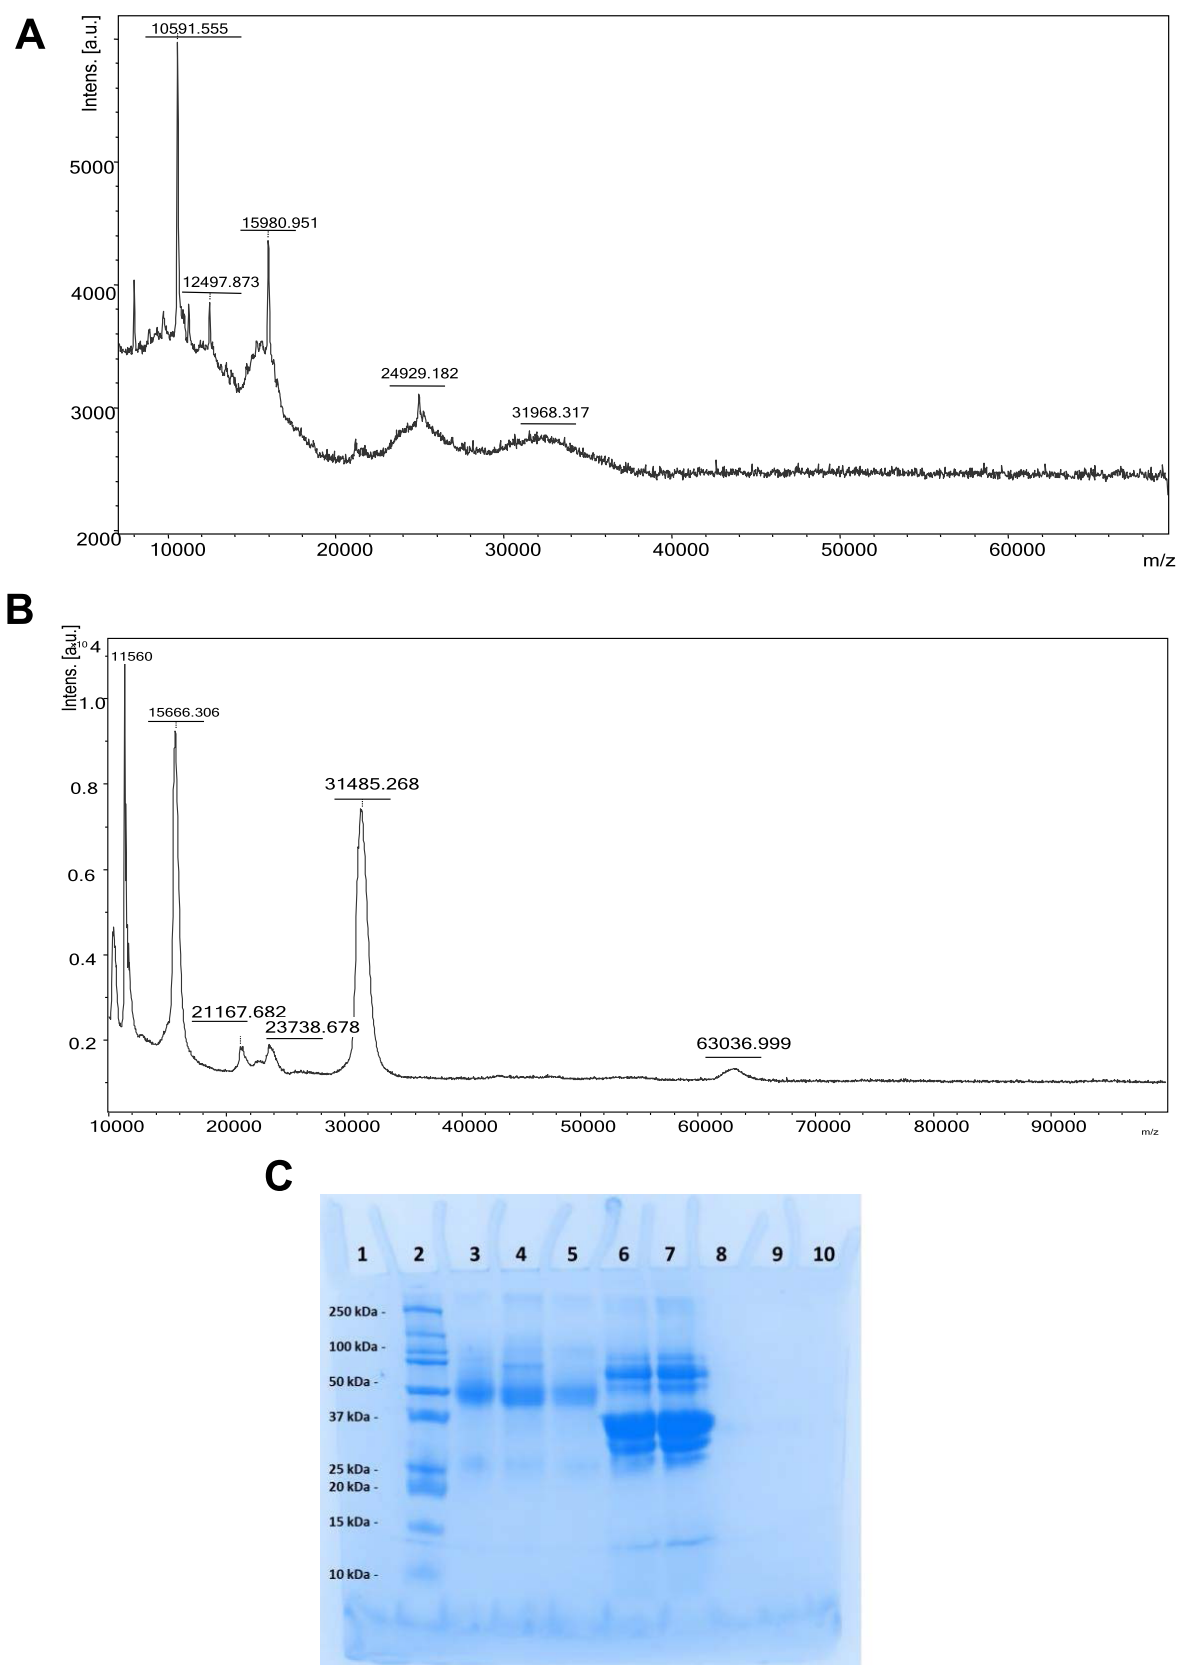 A
Intens. [a.u.]
10591.555
5000
15980.951
12497.873
4000
24929.182
31968.317
3000
2000
10000 20000 30000 40000 50000 60000
m/z
B
Intens. [a.u.]
x10 4
11560
1.0
15666.306
0.8
31485.268
0.6
0.4
21167.682
23738.678
0.2
63036.999
10000 20000 30000 40000 50000 60000 70000 80000 90000
m/z
C
1 2 3 4 5 6 7 8 9 10
250 kDa -
100 kDa -
50 kDa -
37 kDa -
25 kDa -
20 kDa -
15 kDa -
10 kDa -